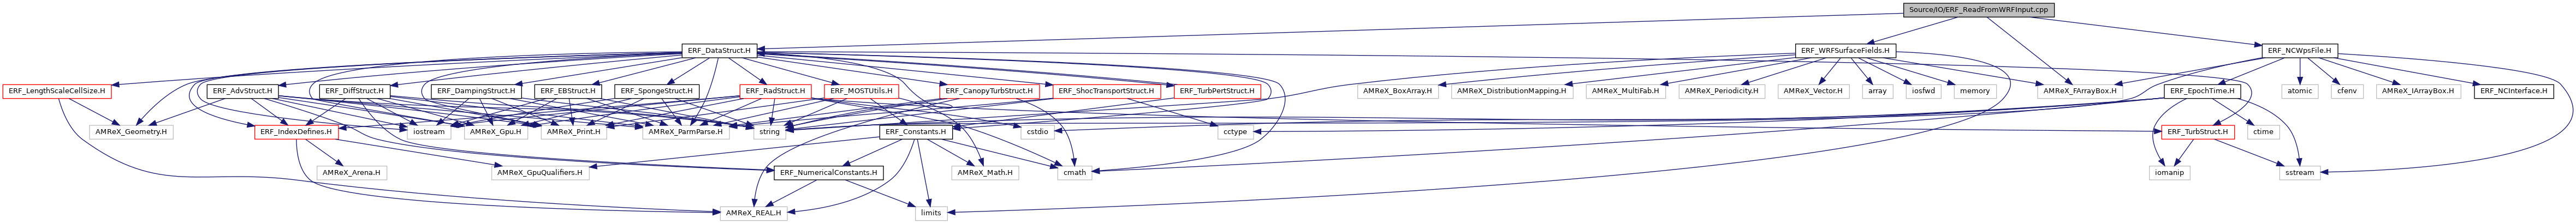 Source/IO/ERF_ReadFromWRFInput.cpp
ERF_DataStruct.H
ERF_WRFSurfaceFields.H
ERF_NCWpsFile.H
ERF_LengthScaleCellSize.H
ERF_AdvStruct.H
ERF_DiffStruct.H
ERF_DampingStruct.H
ERF_EBStruct.H
ERF_SpongeStruct.H
ERF_RadStruct.H
ERF_MOSTUtils.H
ERF_CanopyTurbStruct.H
ERF_ShocTransportStruct.H
ERF_TurbPertStruct.H
AMReX_BoxArray.H
AMReX_DistributionMapping.H
AMReX_MultiFab.H
AMReX_Periodicity.H
AMReX_Vector.H
array
iosfwd
memory
AMReX_FArrayBox.H
ERF_EpochTime.H
atomic
cfenv
AMReX_IArrayBox.H
ERF_NCInterface.H
AMReX_Geometry.H
ERF_IndexDefines.H
iostream
AMReX_Gpu.H
AMReX_Print.H
AMReX_ParmParse.H
string
ERF_Constants.H
cstdio
cctype
ERF_TurbStruct.H
ctime
AMReX_Arena.H
AMReX_GpuQualifiers.H
ERF_NumericalConstants.H
AMReX_Math.H
cmath
iomanip
sstream
AMReX_REAL.H
limits